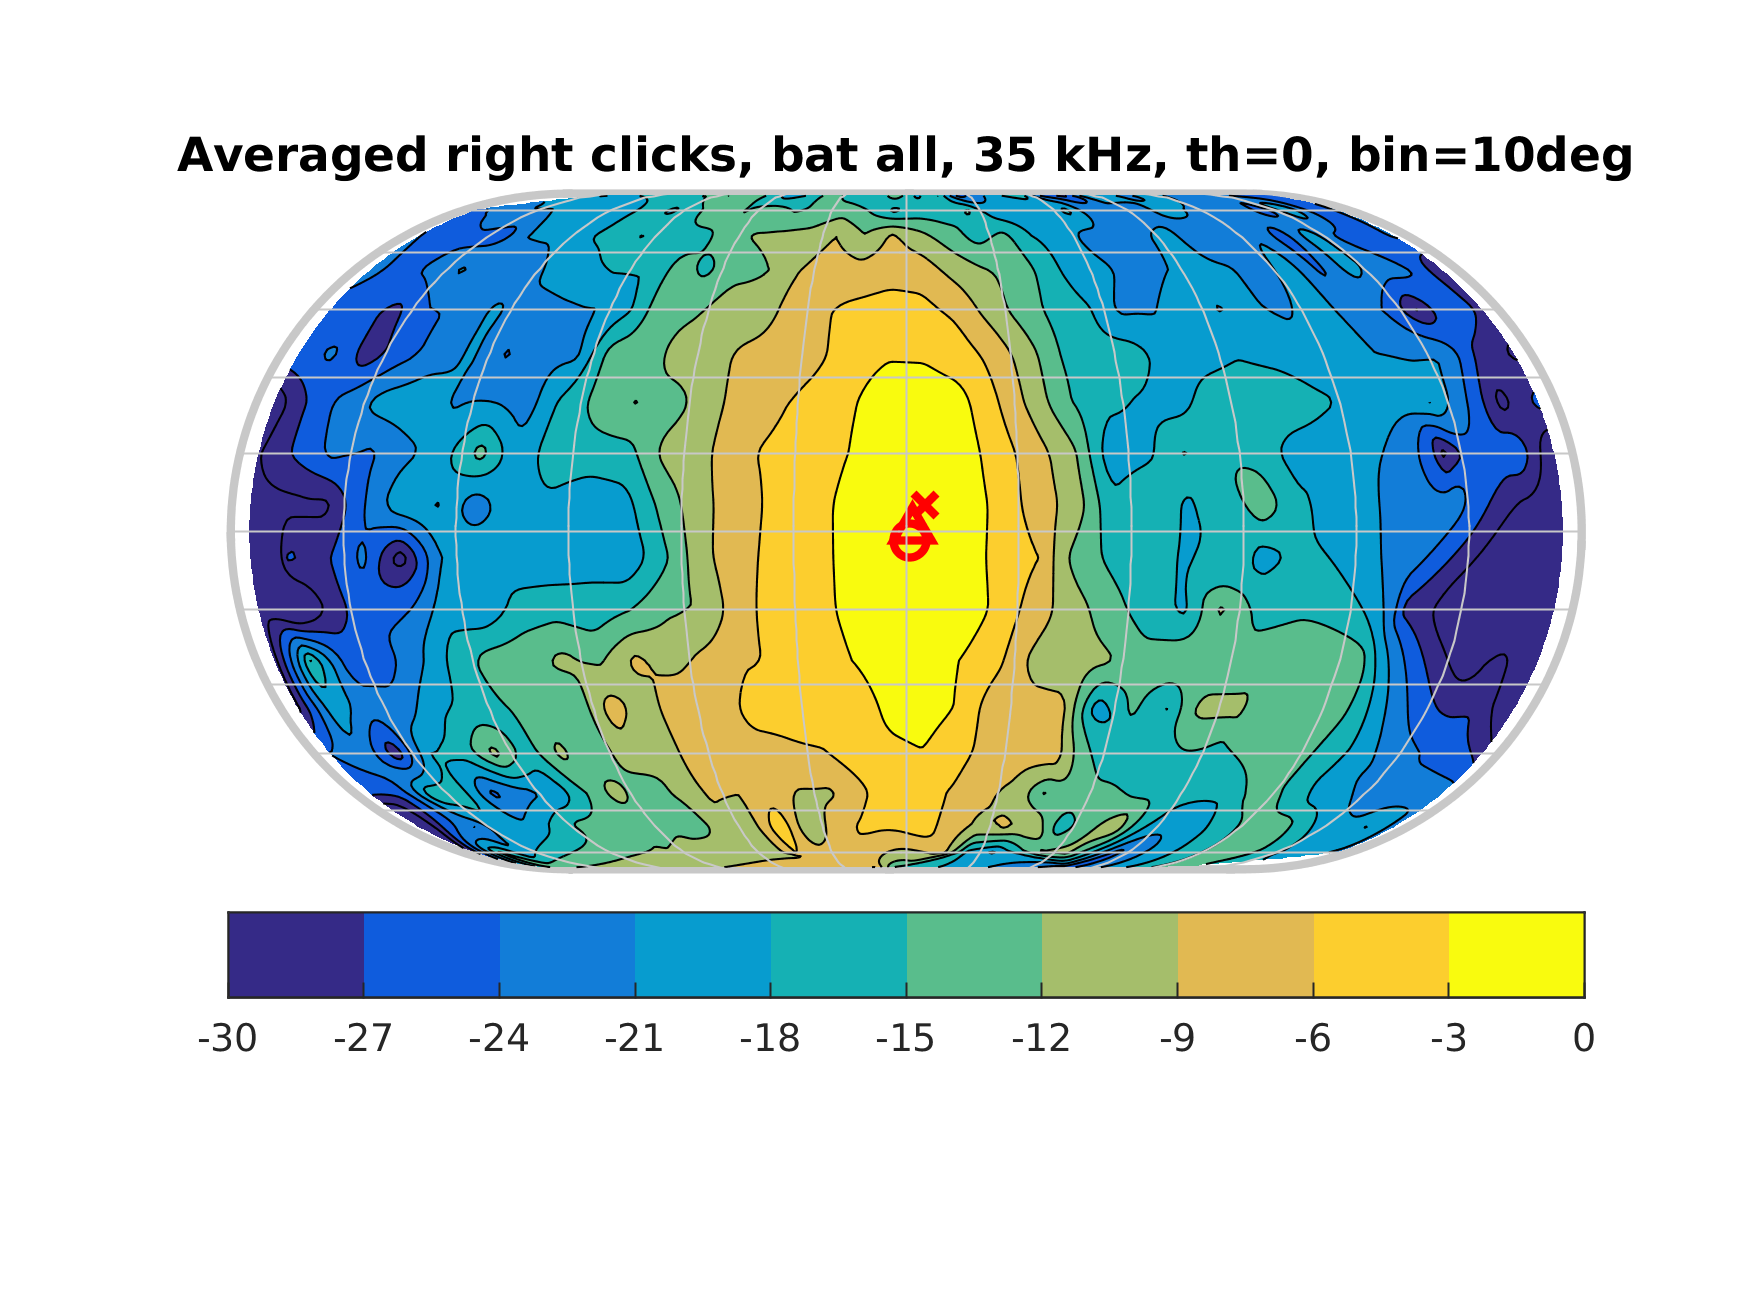 Averaged right clicks, bat all, 35 kHz, th=0, bin=10deg
-30 -27 -24 -21 -18 -15 -12 -9 -6 -3 0